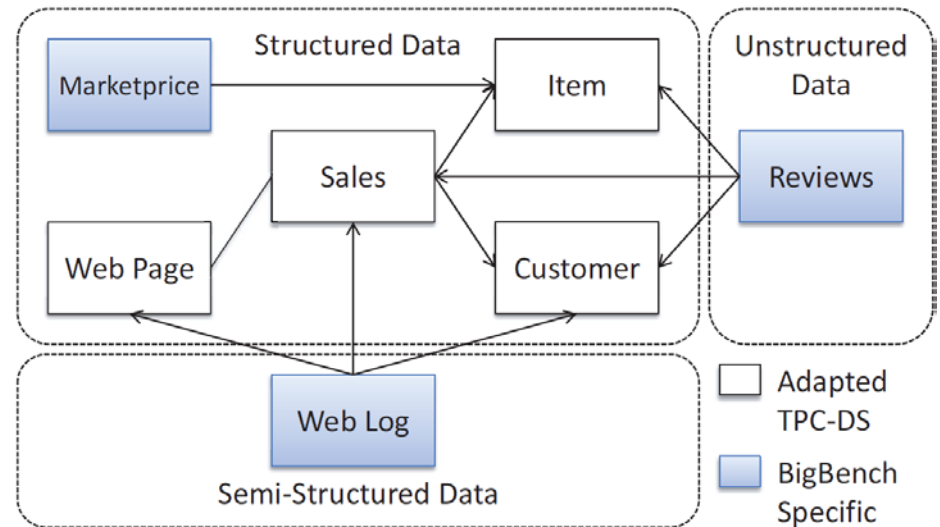 Structured Data
Marketprice
Item
Sales
Web Page
Customer
Unstructured
Data
Reviews
Web Log
Semi-Structured Data
Adapted
TPC-DS
BigBench
Specific